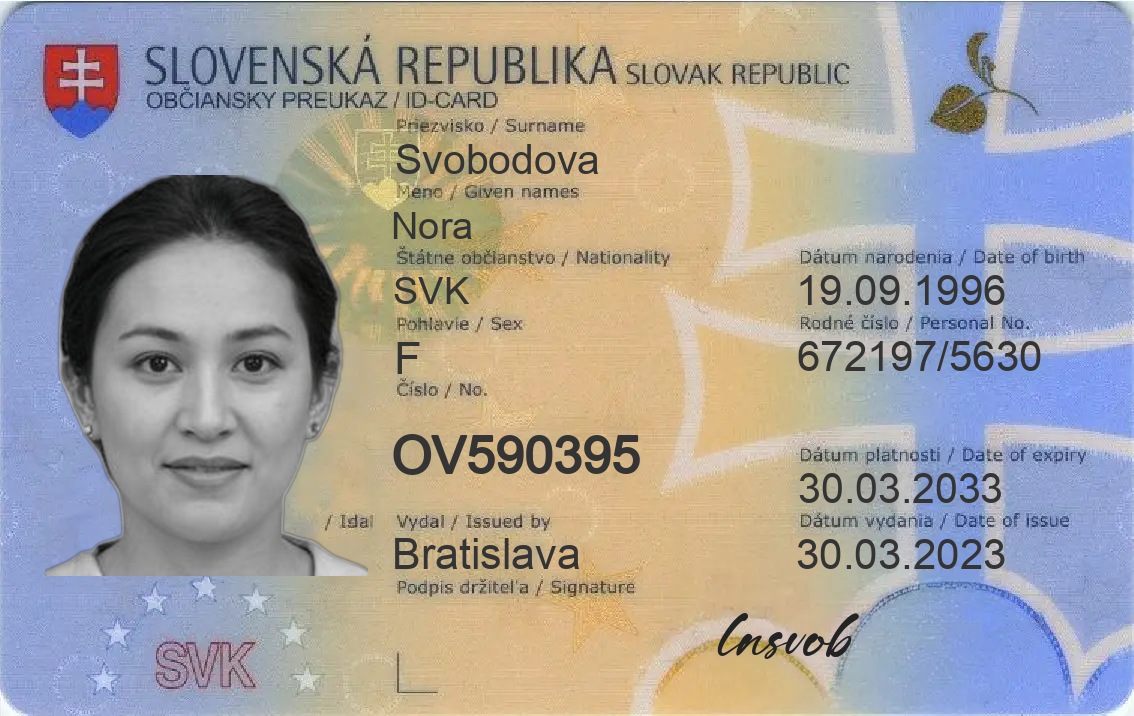 SLOVENSKÁ REPUBLIKA SLOVAK REPUBLIC
OBČIANSKY PREUKAZ / ID-CARD
Priezvisko / Surname
Svobodova
Meno / Given names
Nora
Štátne občianstvo / Nationality Dátum narodenia / Date of birth
SVK 19.09.1996
Pohlavie / Sex Rodné číslo / Personal No.
F 672197/5630
Číslo / No.
OV590395
Dátum platnosti / Date of expiry
30.03.2033
/ Idal Vydal / Issued by Dátum vydania / Date of issue
Bratislava 30.03.2023
Podpis držiteľa / Signature
lnsvob
SVK